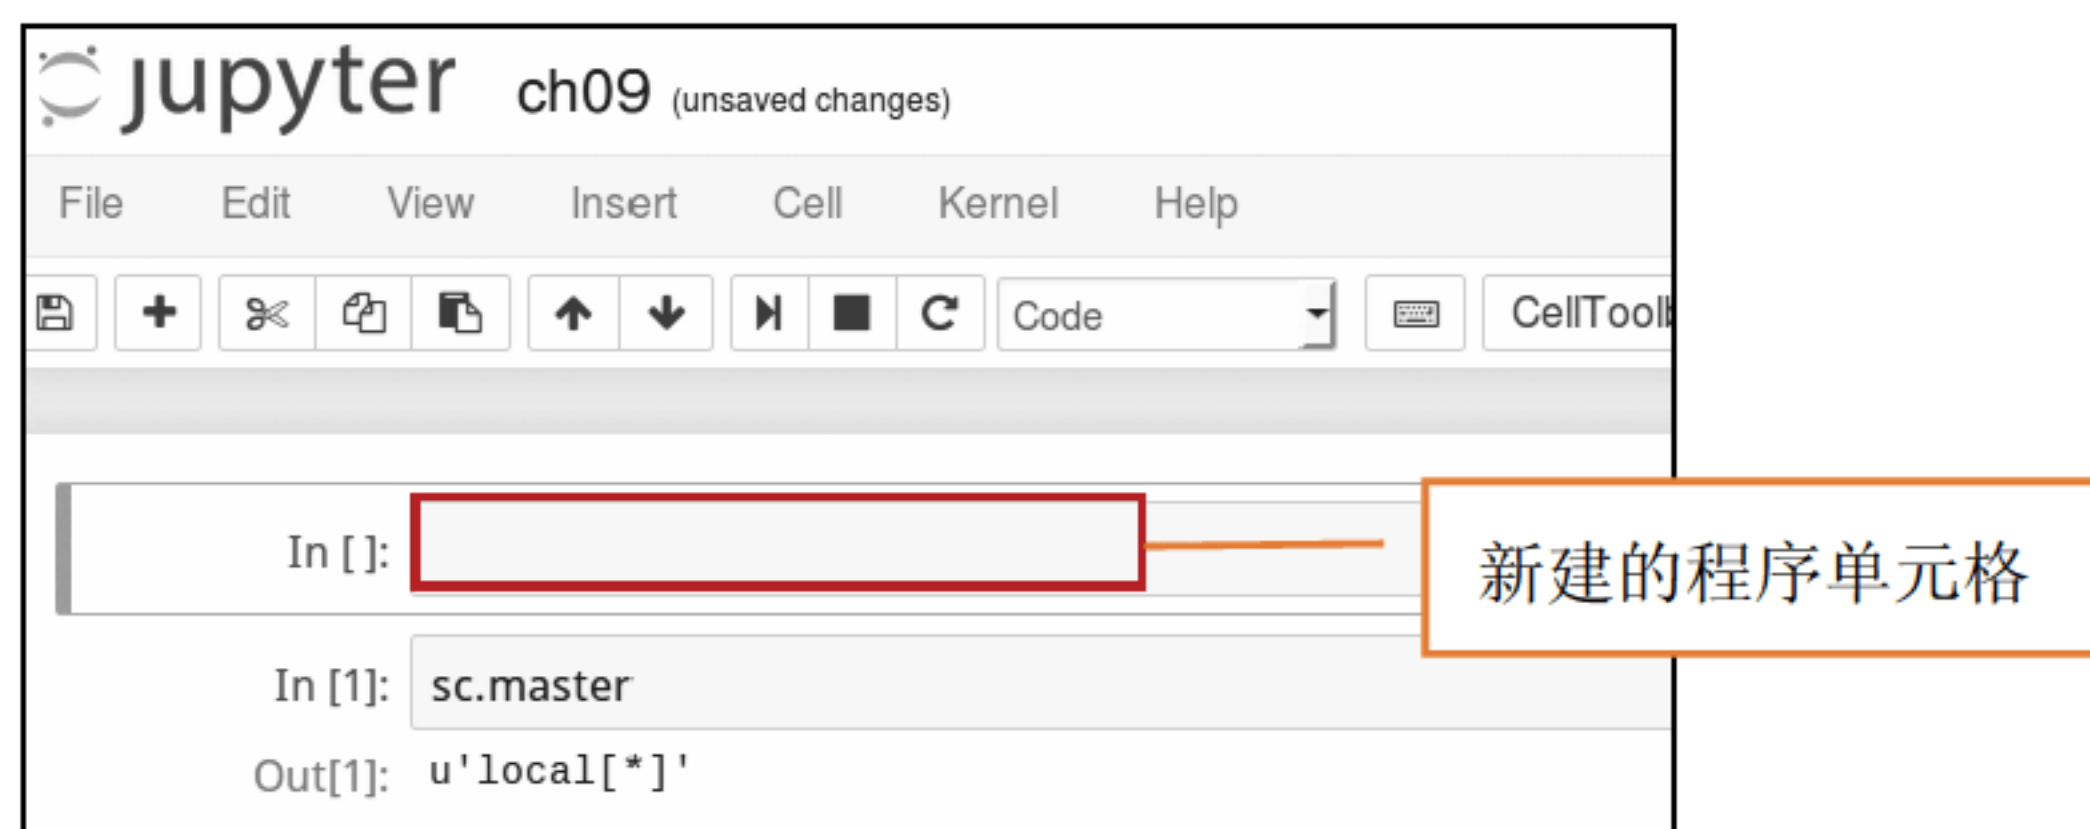 jupyter ch09 (unsaved changes)
File Edit View Insert Cell Kernel Help
Code CellToolb
In [ ]:
新建的程序单元格
In [1]: sc.master
Out[1]: u'local[*]'